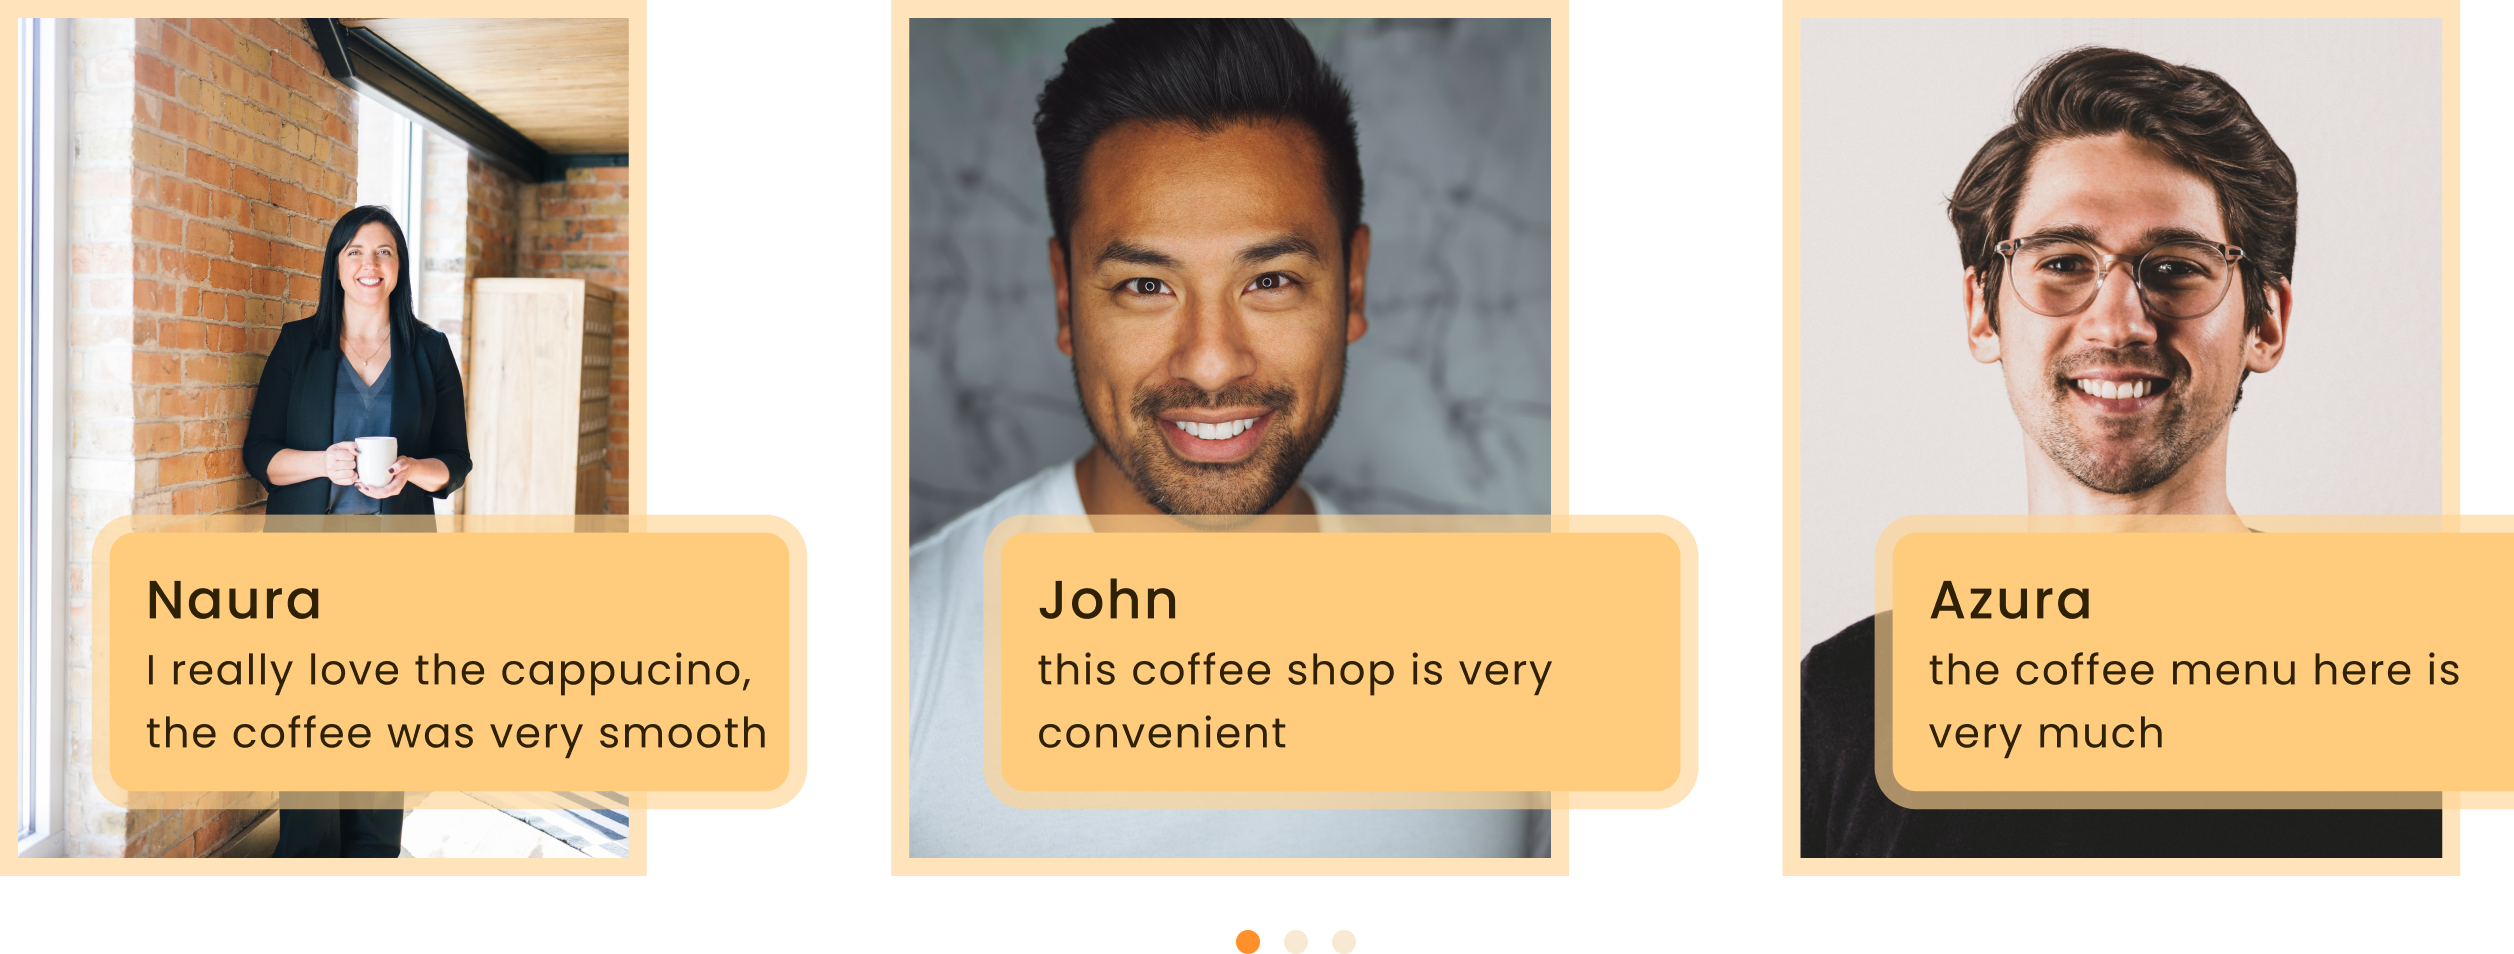 Naura
I really love the cappucino,
the coffee was very smooth
John
this coffee shop is very
convenient
Azura
the coffee menu here is
very much